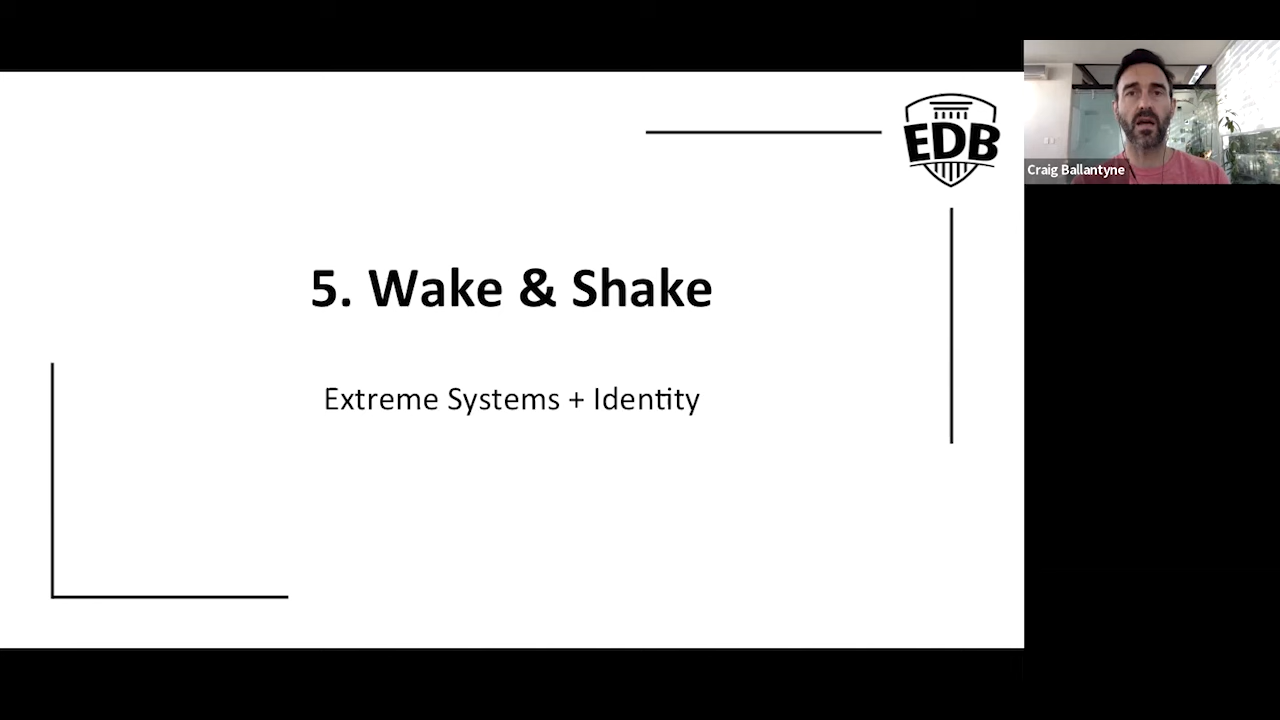 EDB
Craig Ballantyne
5. Wake & Shake
Extreme Systems + Identity